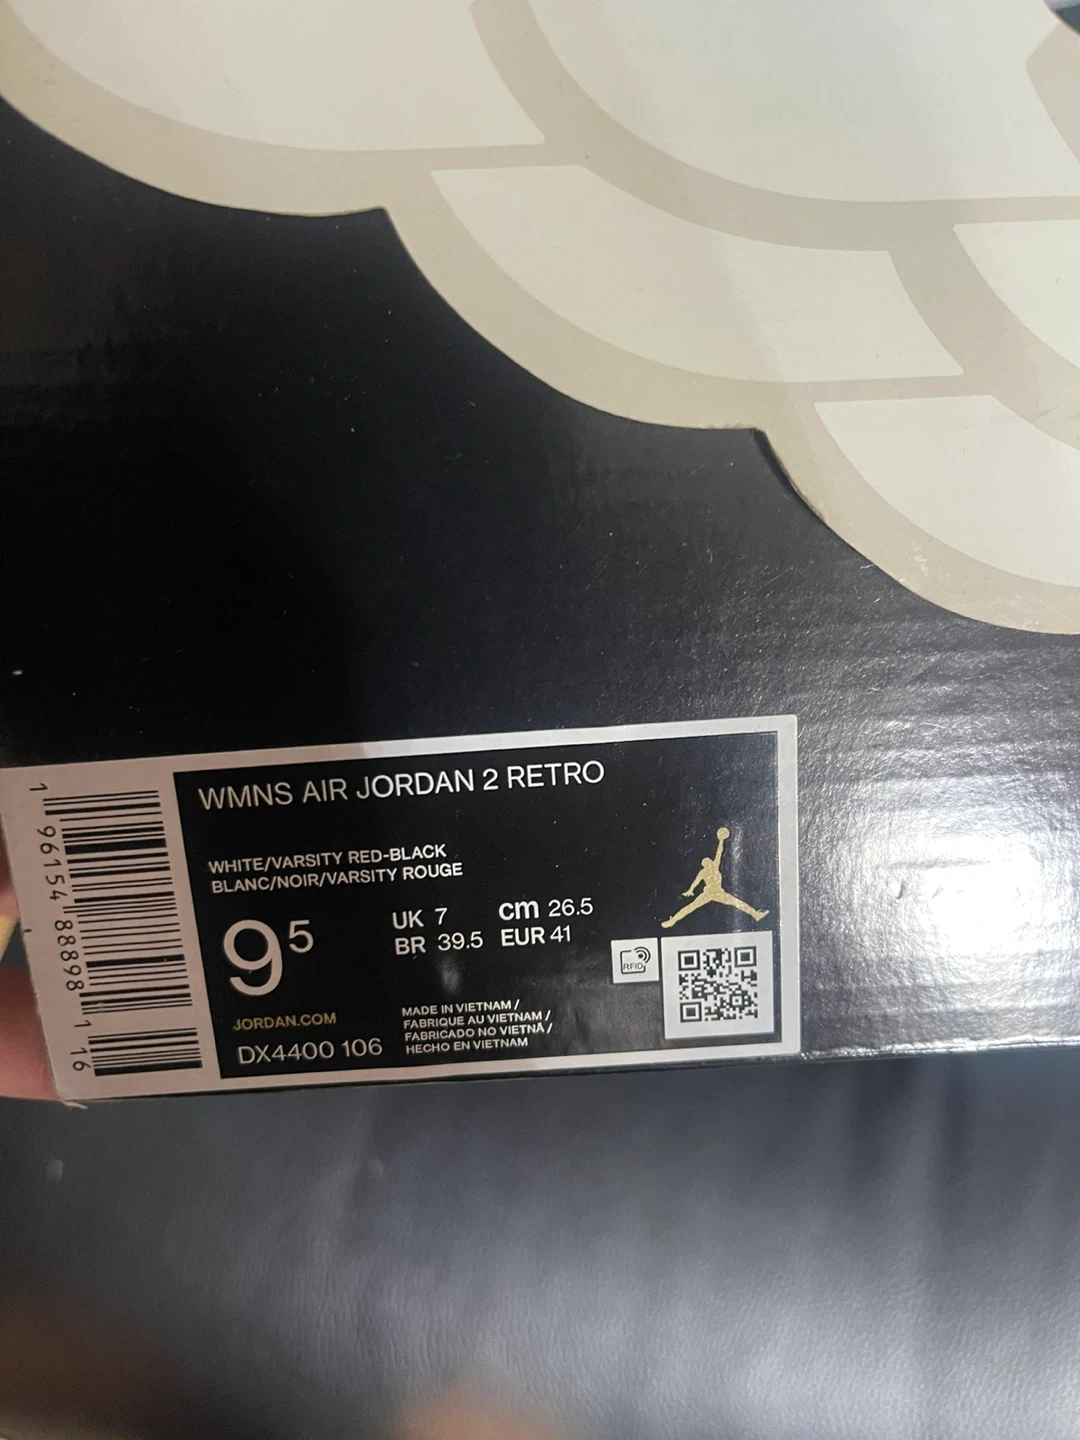 WMNS AIR JORDAN 2 RETRO
WHITE/VARSITY RED-BLACK
BLANC/NOIR/VARSITY ROUGE
9⁵
UK 7
cm 26.5
BR 39.5
EUR 41
RFID
JORDAN.COM
DX4400 106
MADE IN VIETNAM /
FABRIQUE AU VIETNAM /
FABRICADO NO VIETNÃ /
HECHO EN VIETNAM
1 96154 88898 1 16